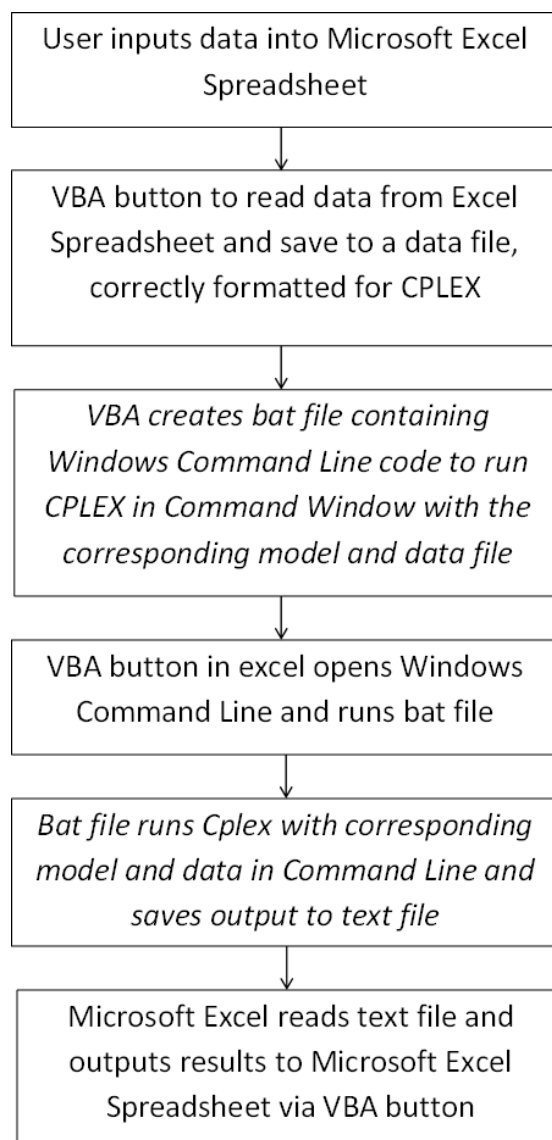 User inputs data into Microsoft Excel
Spreadsheet
VBA button to read data from Excel
Spreadsheet and save to a data file,
correctly formatted for CPLEX
VBA creates bat file containing
Windows Command Line code to run
CPLEX in Command Window with the
corresponding model and data file
VBA button in excel opens Windows
Command Line and runs bat file
Bat file runs Cplex with corresponding
model and data in Command Line and
saves output to text file
Microsoft Excel reads text file and
outputs results to Microsoft Excel
Spreadsheet via VBA button